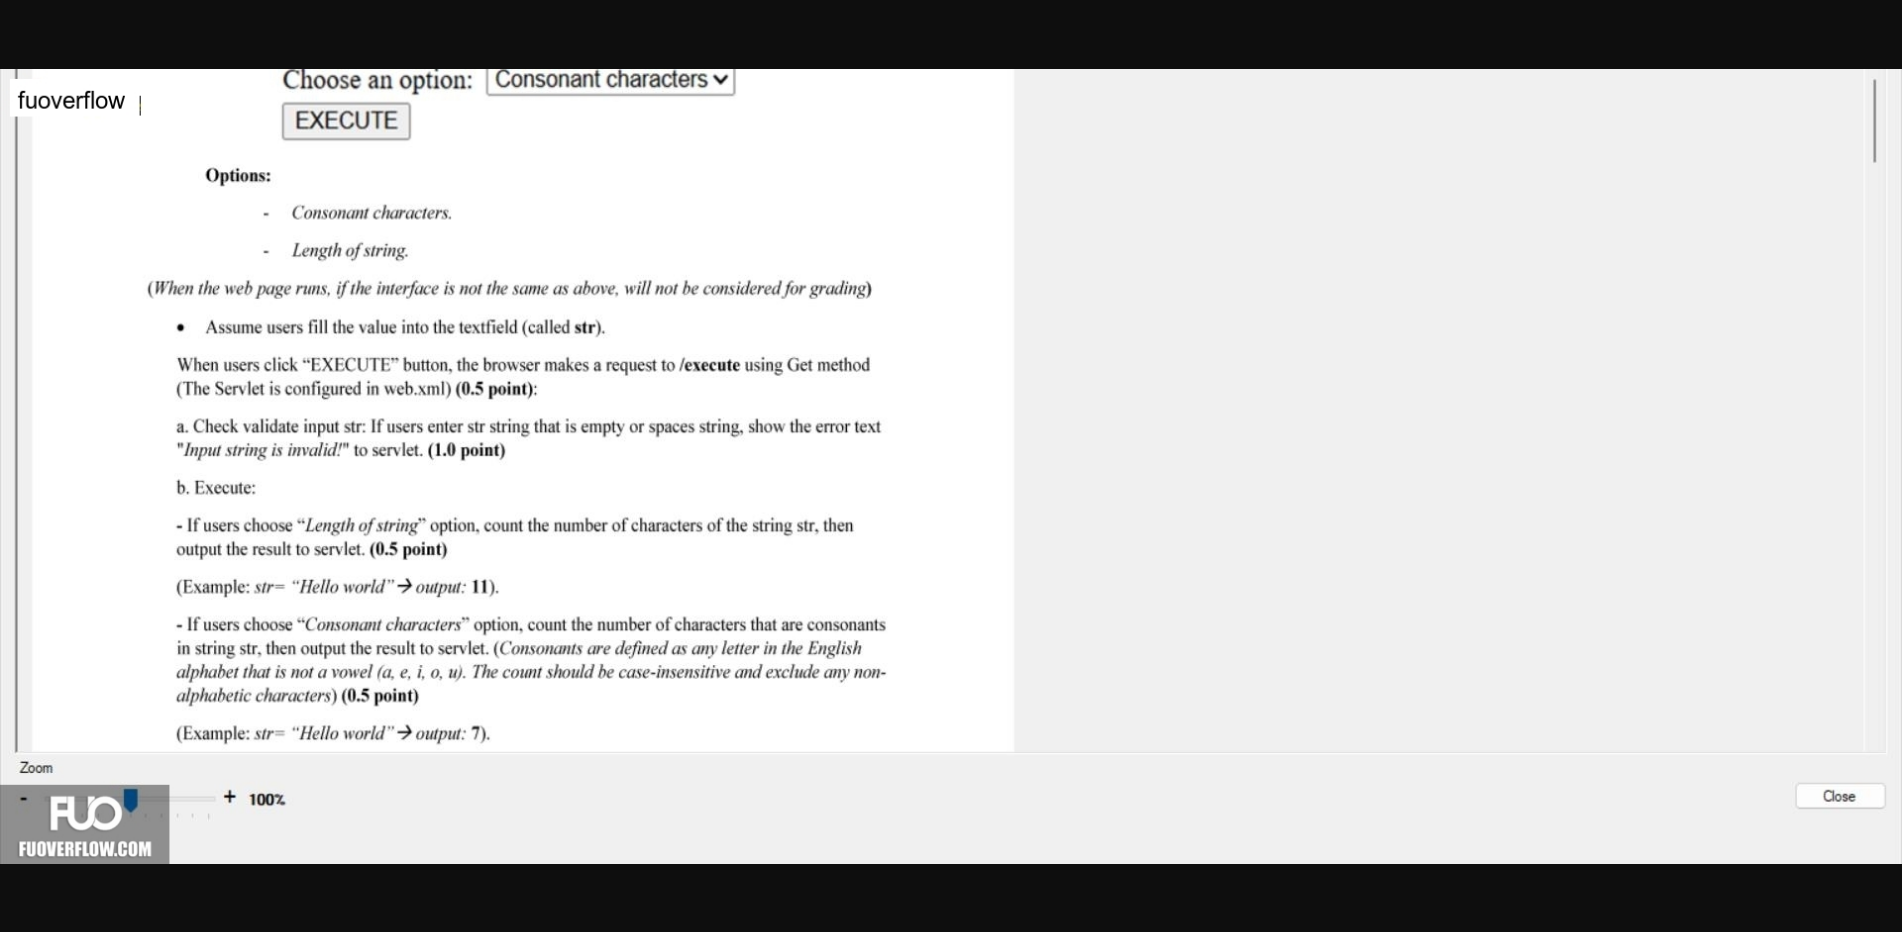 Choose an option: Consonant characters
fuoverflow
EXECUTE
Options:
- Consonant characters.
- Length of string.
(When the web page runs, if the interface is not the same as above, will not be considered for grading)
• Assume users fill the value into the textfield (called str).
When users click “EXECUTE” button, the browser makes a request to /execute using Get method
(The Servlet is configured in web.xml) (0.5 point):
a. Check validate input str: If users enter str string that is empty or spaces string, show the error text
"Input string is invalid!" to servlet. (1.0 point)
b. Execute:
- If users choose “Length of string” option, count the number of characters of the string str, then
output the result to servlet. (0.5 point)
(Example: str= “Hello world”→ output: 11).
- If users choose “Consonant characters” option, count the number of characters that are consonants
in string str, then output the result to servlet. (Consonants are defined as any letter in the English
alphabet that is not a vowel (a, e, i, o, u). The count should be case-insensitive and exclude any non-
alphabetic characters) (0.5 point)
(Example: str= “Hello world”→ output: 7).
Zoom
- + 100%
Close
FUO
FUOVERFLOW.COM